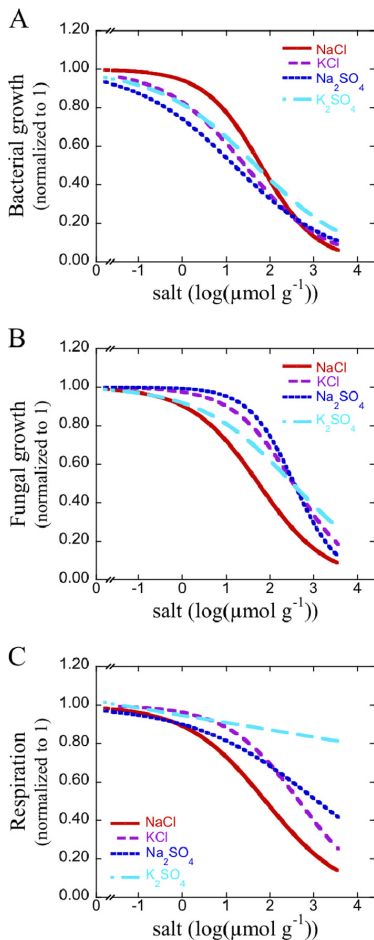 A
1.20
1.00
0.80
0.60
0.40
0.20
0.00
Bacterial growth
(normalized to 1)
NaCl
KCl
Na2SO4
K2SO4
0 -1 0 1 2 3 4
salt (log(µmol g-1))
B
1.20
1.00
0.80
0.60
0.40
0.20
0.00
Fungal growth
(normalized to 1)
NaCl
KCl
Na2SO4
K2SO4
0 -1 0 1 2 3 4
salt (log(µmol g-1))
C
1.20
1.00
0.80
0.60
0.40
0.20
0.00
Respiration
(normalized to 1)
NaCl
KCl
Na2SO4
K2SO4
0 -1 0 1 2 3 4
salt (log(µmol g-1))